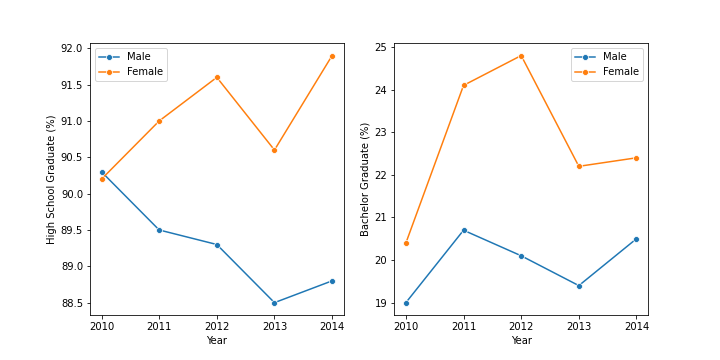 High School Graduate (%)
92.0
91.5
91.0
90.5
90.0
89.5
89.0
88.5
Male
Female
2010 2011 2012 2013 2014
Year
Bachelor Graduate (%)
25
24
23
22
21
20
19
Male
Female
2010 2011 2012 2013 2014
Year